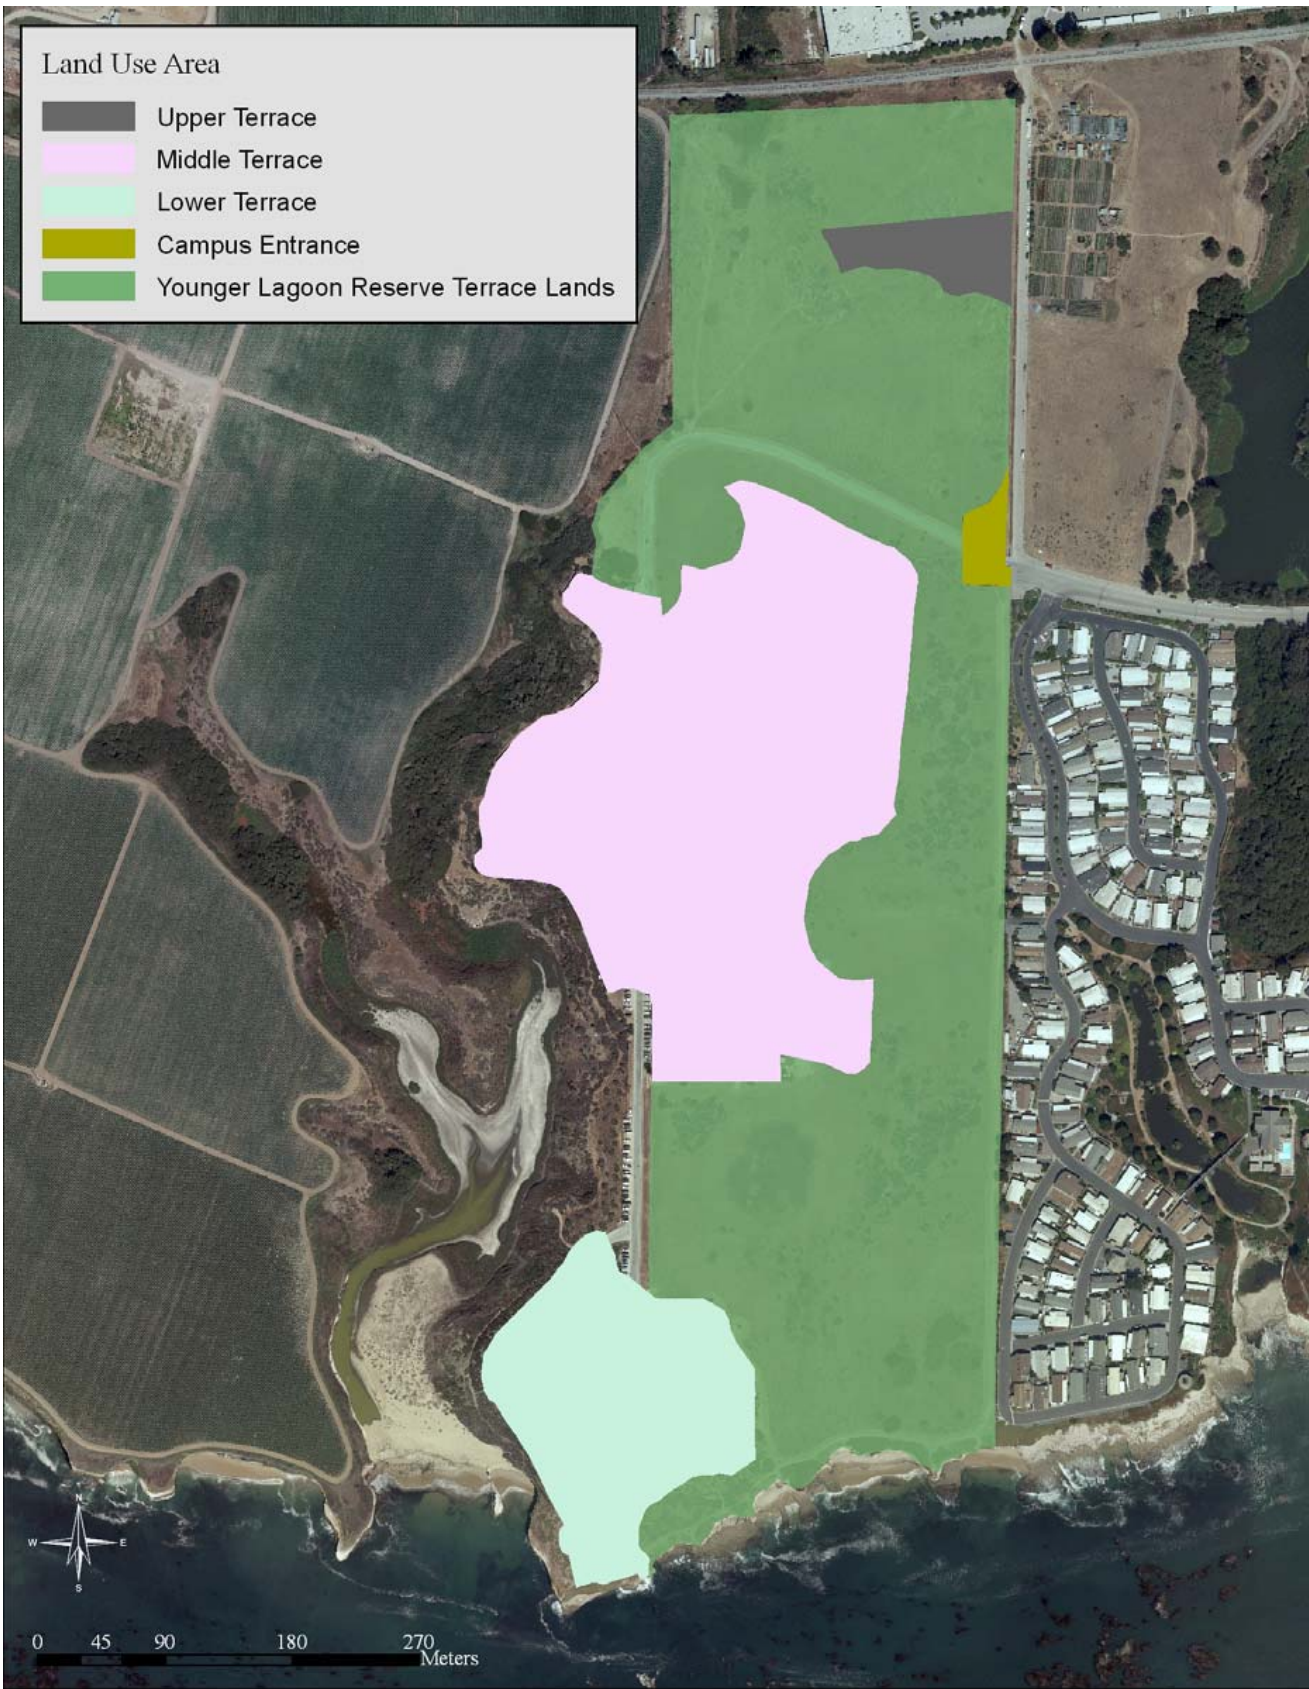 Land Use Area
Upper Terrace
Middle Terrace
Lower Terrace
Campus Entrance
Younger Lagoon Reserve Terrace Lands
N
W E
S
0 45 90 180 270
Meters